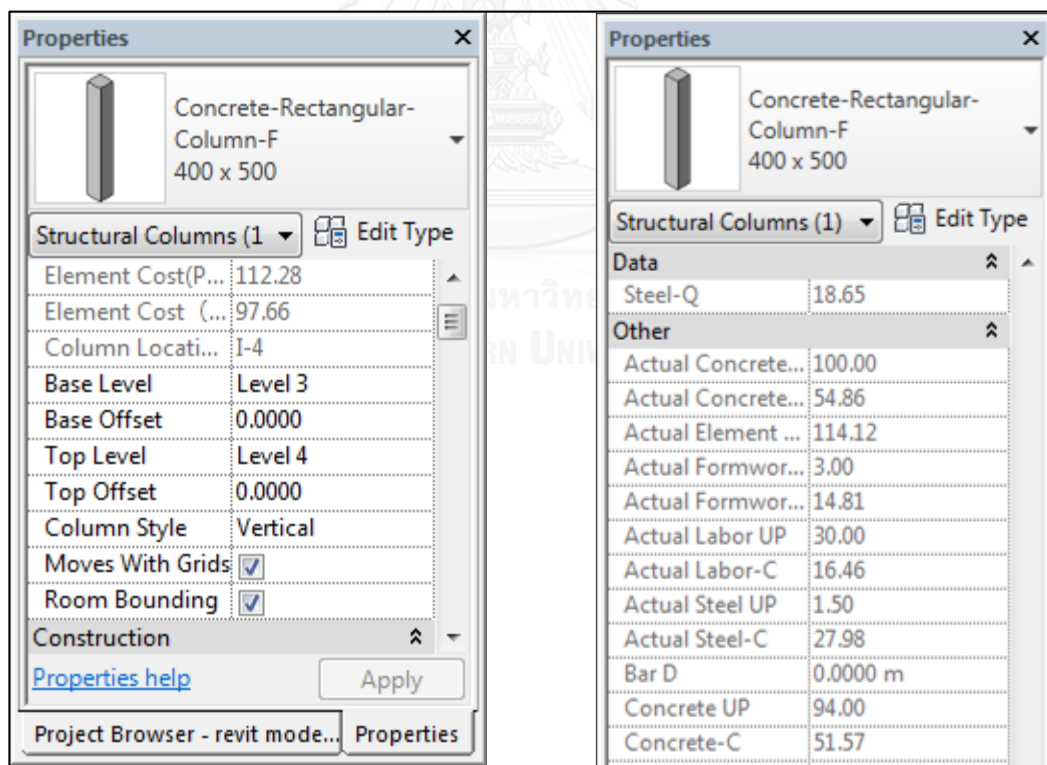 Properties
Concrete-Rectangular-
Column-F
400 x 500
Structural Columns (1
Edit Type
Element Cost(P... 112.28
Element Cost (... 97.66
Column Locati... I-4
Base Level Level 3
Base Offset 0.0000
Top Level Level 4
Top Offset 0.0000
Column Style Vertical
Moves With Grids
Room Bounding
Construction
Properties help
Apply
Project Browser - revit mode...
Properties
Properties
Concrete-Rectangular-
Column-F
400 x 500
Structural Columns (1)
Edit Type
Data
Steel-Q 18.65
Other
Actual Concrete... 100.00
Actual Concrete... 54.86
Actual Element ... 114.12
Actual Formwor... 3.00
Actual Formwor... 14.81
Actual Labor UP 30.00
Actual Labor-C 16.46
Actual Steel UP 1.50
Actual Steel-C 27.98
Bar D 0.0000 m
Concrete UP 94.00
Concrete-C 51.57